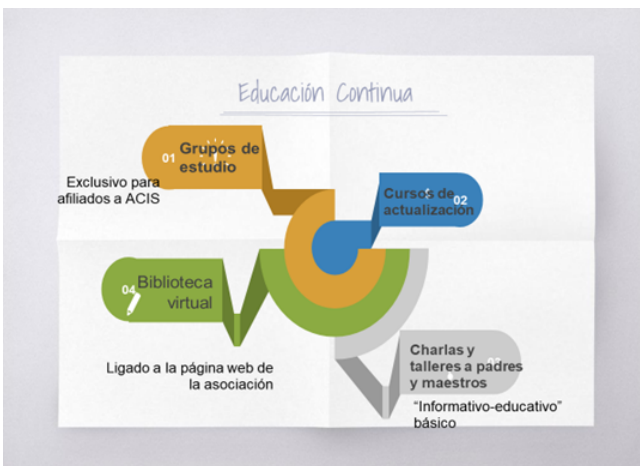 Educación Continua
01
Grupos de
estudio
Exclusivo para
afiliados a ACIS
Cursos de
actualización
02
04
Biblioteca
virtual
Ligado a la página web de
la asociación
Charlas y
talleres a padres
y maestros
03
“Informativo-educativo”
básico